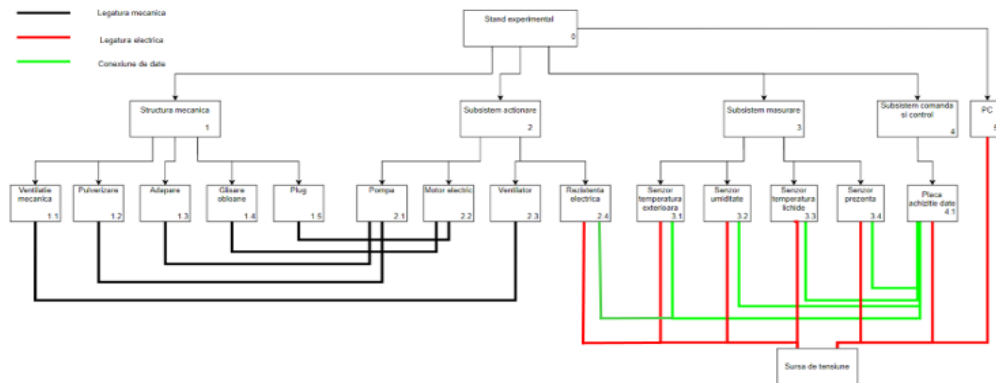 Legatura mecanica
Legatura electrica
Conexiune de date
Stand experimental
0
Structura mecanica
1
Subsistem actionare
2
Subsistem masurare
3
Subsistem comanda
si control
4
PC
5
Ventilatie
mecanica
1.1
Pulverizare
1.2
Adapare
1.3
Glisare
obloane
1.4
Plug
1.5
Pompa
2.1
Motor electric
2.2
Ventilator
2.3
Rezistenta
electrica
2.4
Senzor
temperatura
exterioara
3.1
Senzor
umiditate
3.2
Senzor
temperatura
lichide
3.3
Senzor
prezenta
3.4
Placa
achizitie date
4.1
Sursa de tensiune